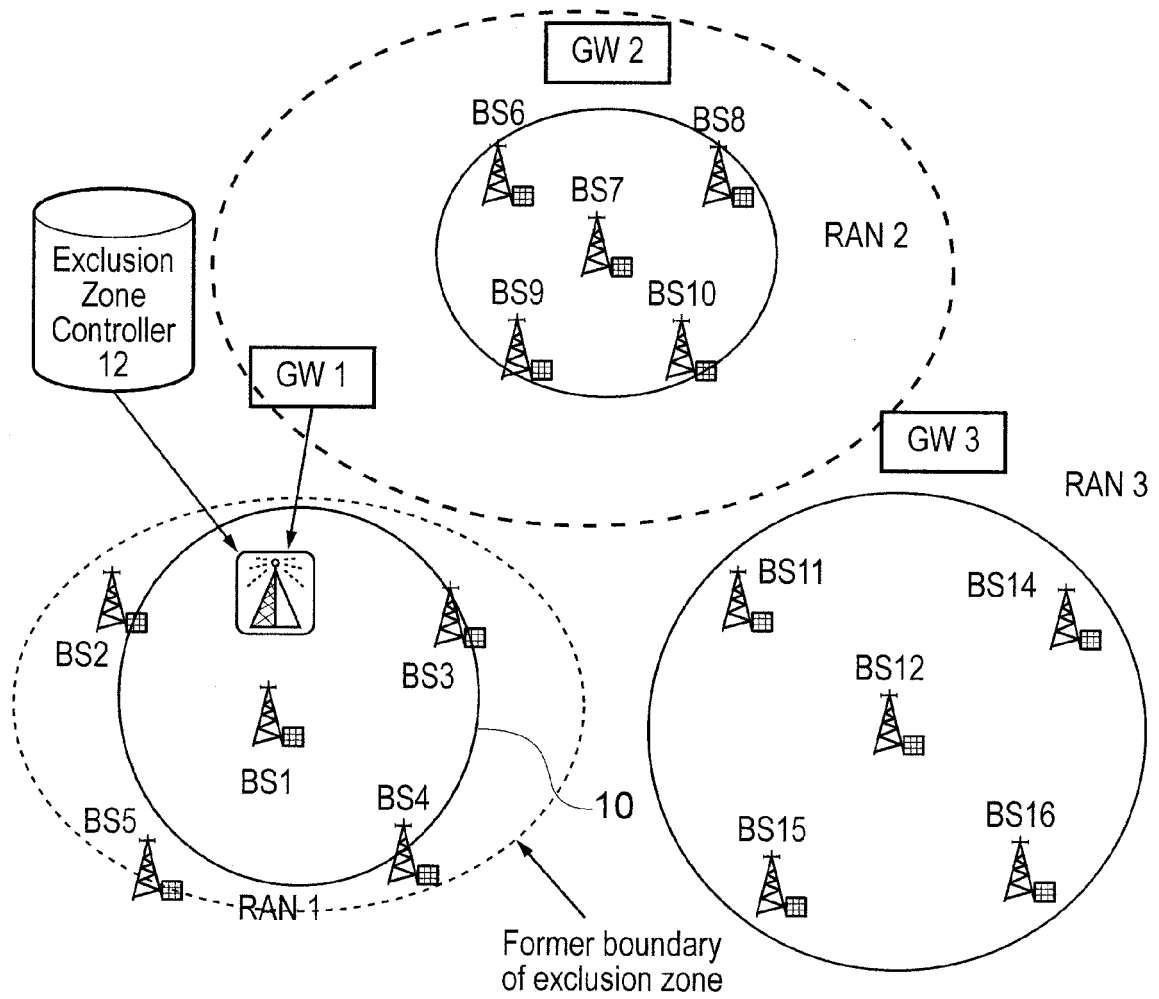 GW 2
BS6
BS8
BS7
RAN 2
Exclusion
Zone
Controller
12
BS9
BS10
GW 1
GW 3
RAN 3
BS11
BS14
BS2
BS3
BS12
BS1
10
BS4
BS5
BS15
BS16
RAN 1
Former boundary
of exclusion zone